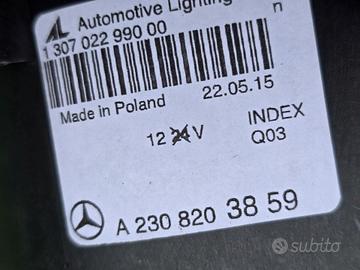 AL Automotive Lighting
1 307 022 990 00
n
Made in Poland 22.05.15
12 24 V INDEX
Q03
A 230 820 38 59
subito